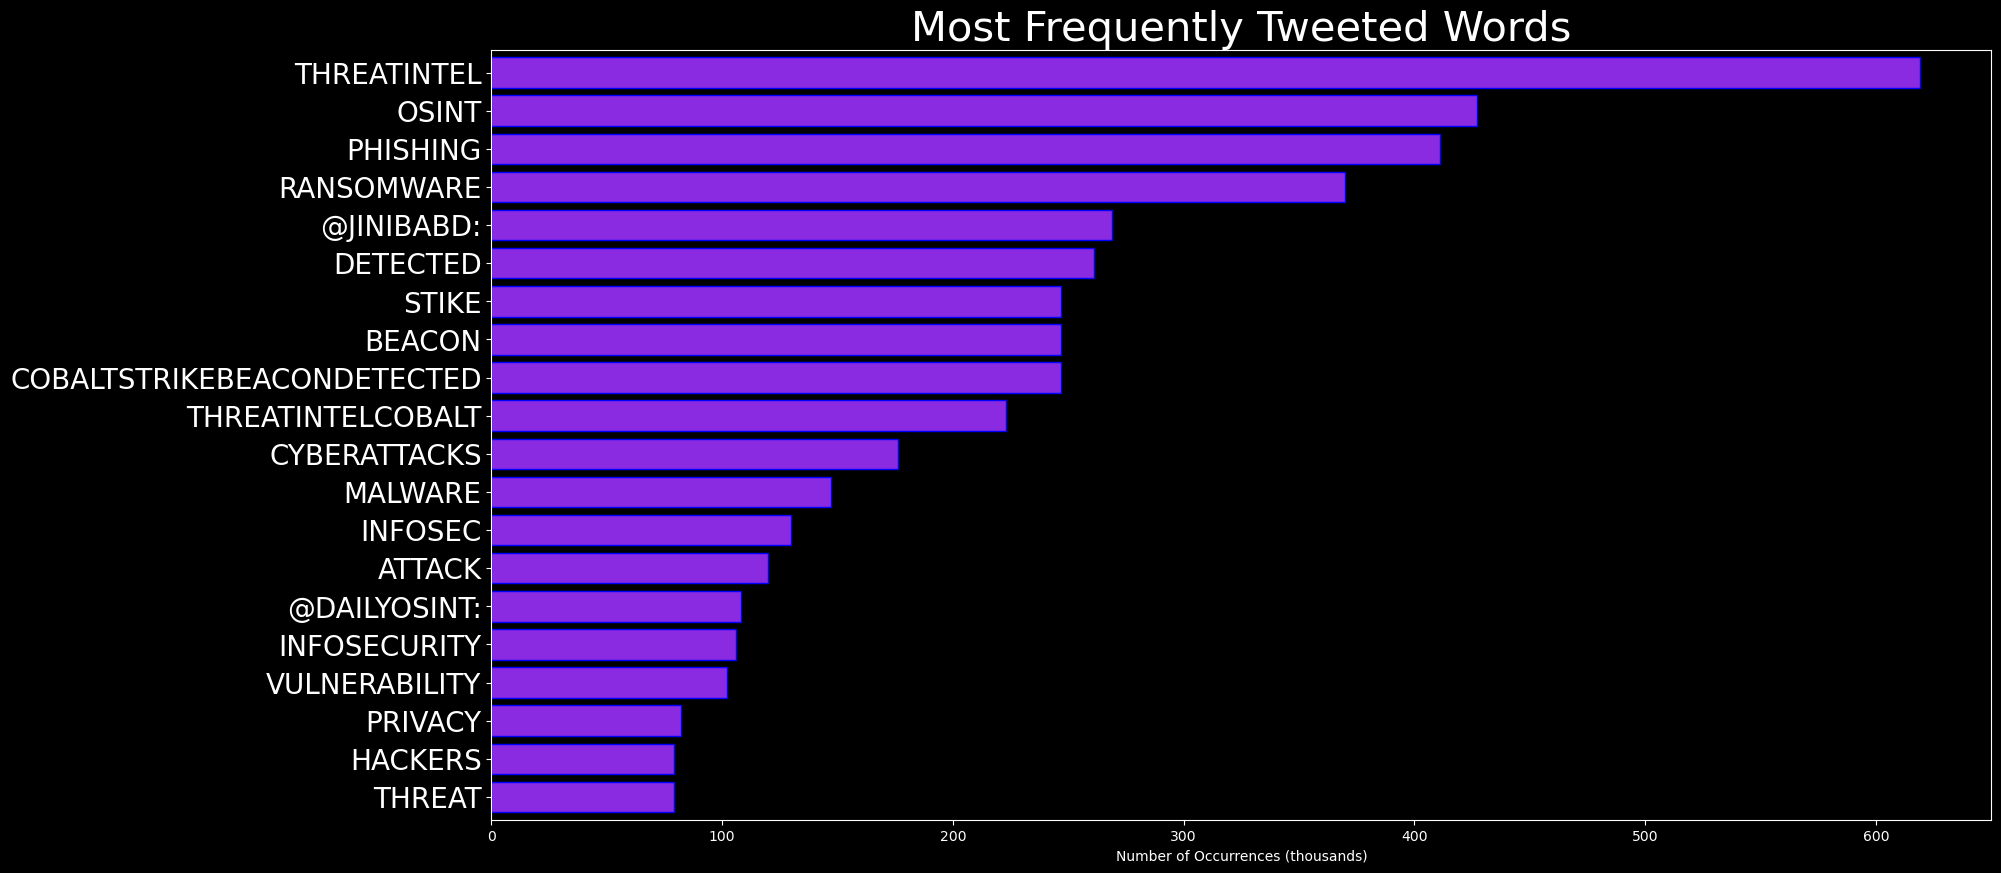 Most Frequently Tweeted Words
THREATINTEL
OSINT
PHISHING
RANSOMWARE
@JINIBABD:
DETECTED
STIKE
BEACON
COBALTSTRIKEBEACONDETECTED
THREATINTELCOBALT
CYBERATTACKS
MALWARE
INFOSEC
ATTACK
@DAILYOSINT:
INFOSECURITY
VULNERABILITY
PRIVACY
HACKERS
THREAT
0 100 200 300 400 500 600
Number of Occurrences (thousands)